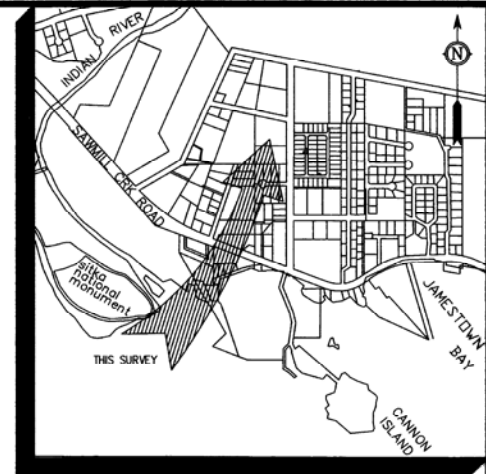 INDIAN RIVER
N
SAWMILL CRK ROAD
sitka
national
monument
THIS SURVEY
JAMESTOWN
BAY
CANNON
ISLAND